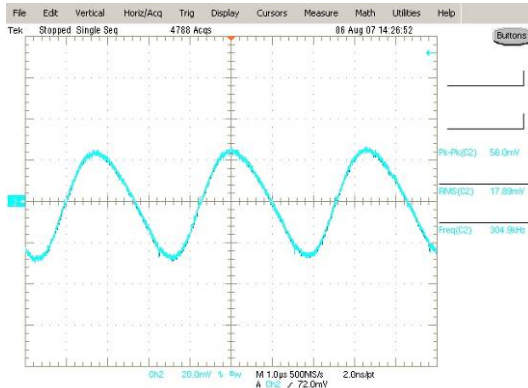 File Edit Vertical Horiz/Acq Trig Display Cursors Measure Math Utilities Help
Tek Stopped Single Seq 4788 Acqs 06 Aug 07 14:26:52
Buttons
Pk-Pk(C2) 56.0mV
RMS(C2) 17.89mV
Freq(C2) 304.9kHz
Ch2 20.0mV M 1.0µs 500MS/s 2.0ns/pt
A Ch2 72.0mV